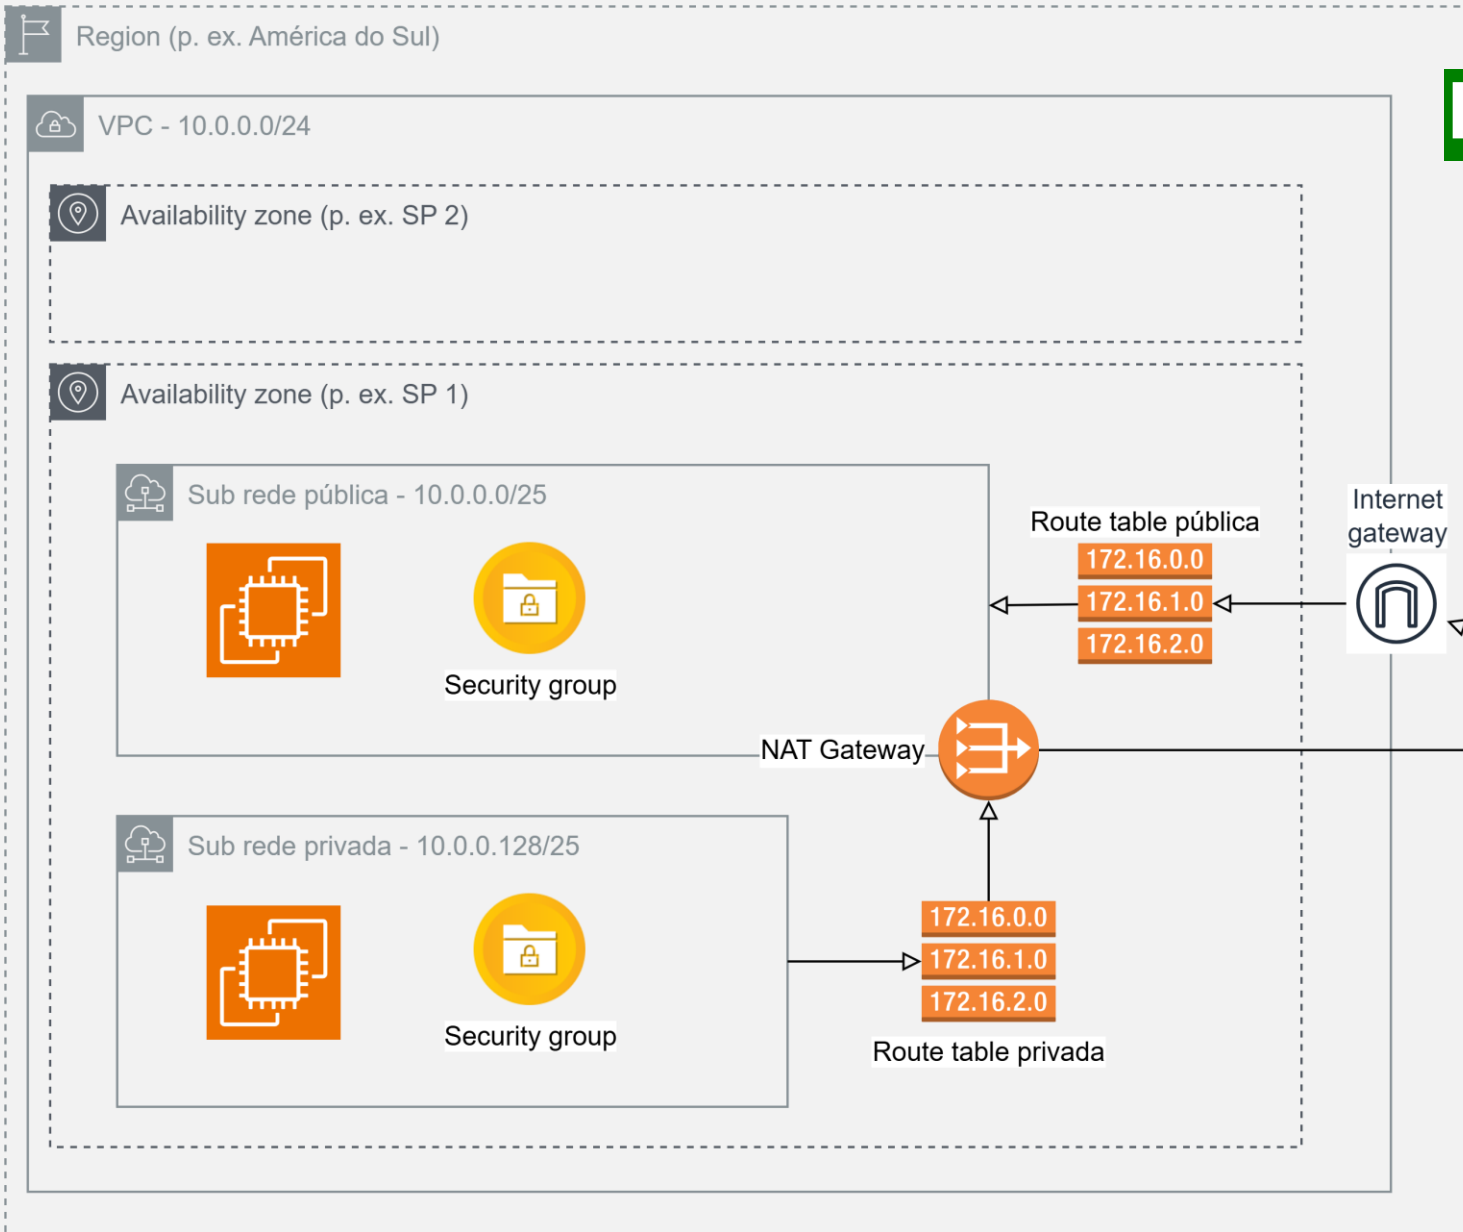 Region (p. ex. América do Sul)
VPC - 10.0.0.0/24
Availability zone (p. ex. SP 2)
Availability zone (p. ex. SP 1)
Sub rede pública - 10.0.0.0/25
Security group
Route table pública
172.16.0.0
172.16.1.0
172.16.2.0
Internet
gateway
NAT Gateway
Sub rede privada - 10.0.0.128/25
Security group
172.16.0.0
172.16.1.0
172.16.2.0
Route table privada